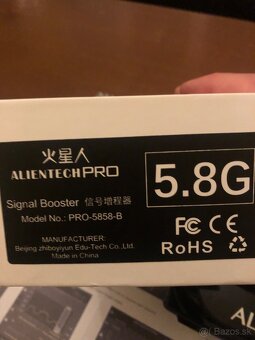 火星人
ALIENTECHPRO
Signal Booster 信号增程器
Model No.: PRO-5858-B
5.8G
FC CE
RoHS
MANUFACTURER:
Beijing zhiboyiyun Edu-Tech Co., Ltd.
Made in China
AL
© Bazos.sk